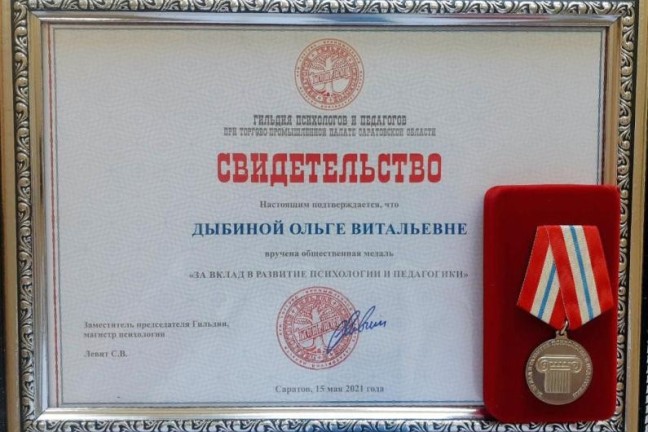 ГИЛЬДИЯ ПСИХОЛОГОВ И ПЕДАГОГОВ
ПРИ ТОРГОВО-ПРОМЫШЛЕННОЙ ПАЛАТЕ САРАТОВСКОЙ ОБЛАСТИ
СВИДЕТЕЛЬСТВО
Настоящим подтверждается, что
ДЫБИНОЙ ОЛЬГЕ ВИТАЛЬЕВНЕ
вручена общественная медаль
«ЗА ВКЛАД В РАЗВИТИЕ ПСИХОЛОГИИ И ПЕДАГОГИКИ»
Заместитель председателя Гильдии,
магистр психологии
Левит С.В.
Саратов, 15 мая 2021 года